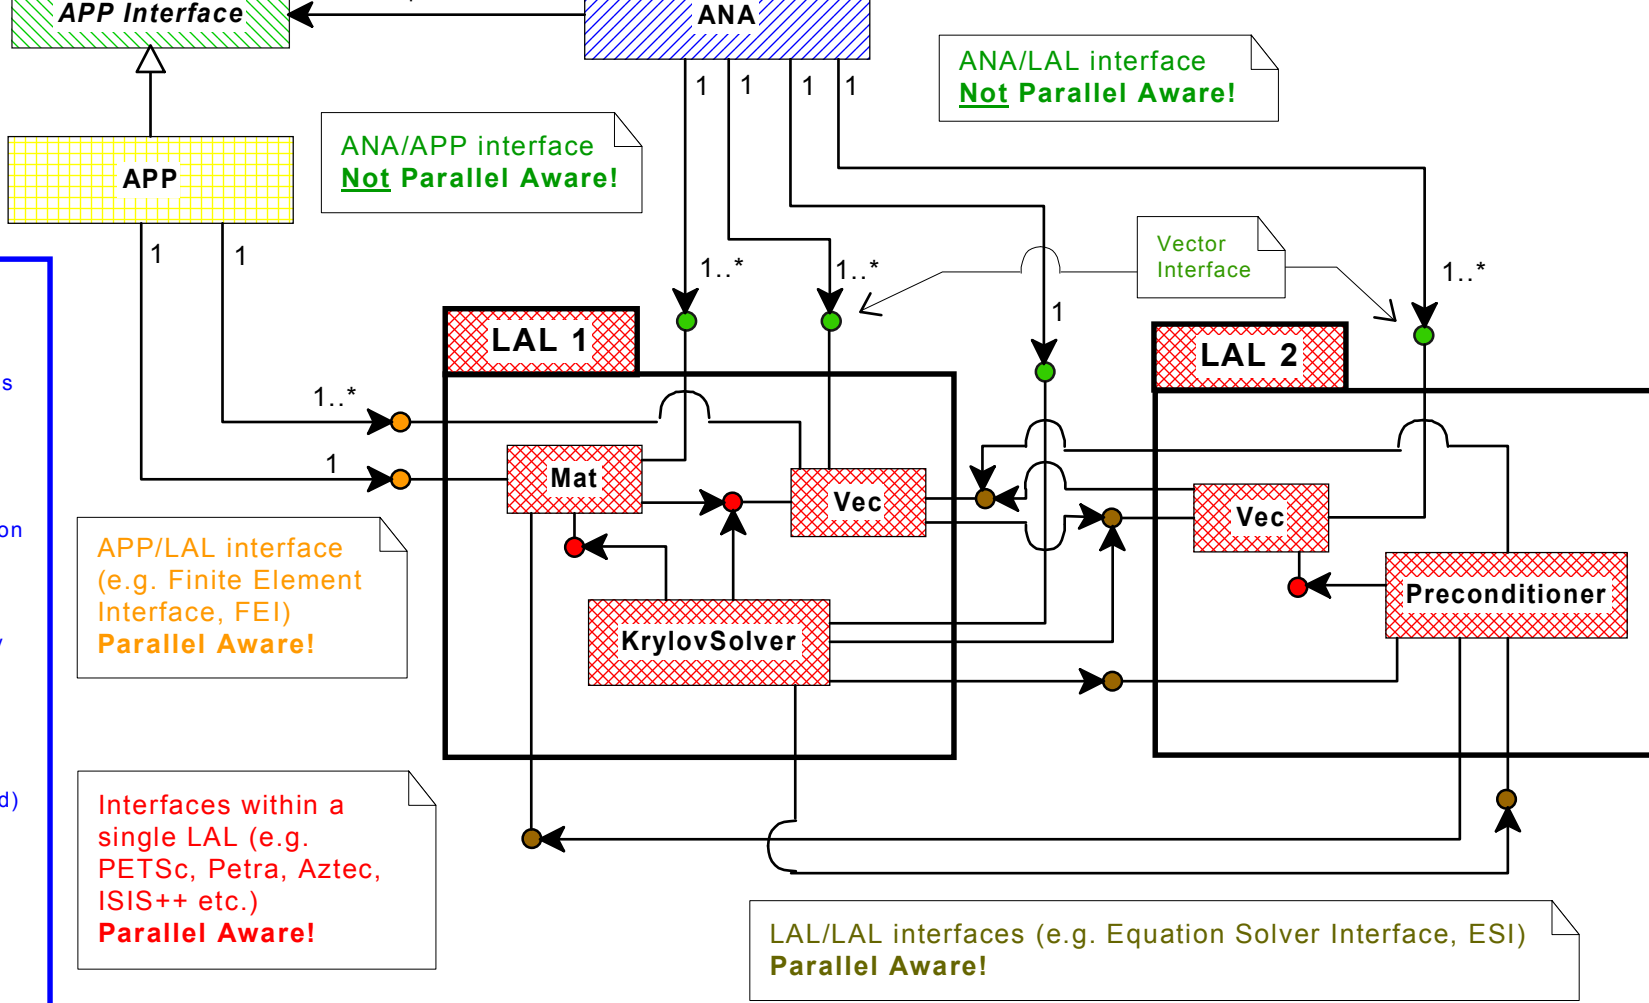 APP Interface
ANA
ANA/LAL interface
Not Parallel Aware!
1
1
1
1
ANA/APP interface
Not Parallel Aware!
APP
1
1
Vector
Interface
1..*
1..*
1..*
1
LAL 1
LAL 2
s
1..*
1
Mat
Vec
Vec
on
APP/LAL interface
(e.g. Finite Element
Interface, FEI)
Parallel Aware!
Preconditioner
KrylovSolver
d)
Interfaces within a
single LAL (e.g.
PETSc, Petra, Aztec,
ISIS++ etc.)
Parallel Aware!
LAL/LAL interfaces (e.g. Equation Solver Interface, ESI)
Parallel Aware!